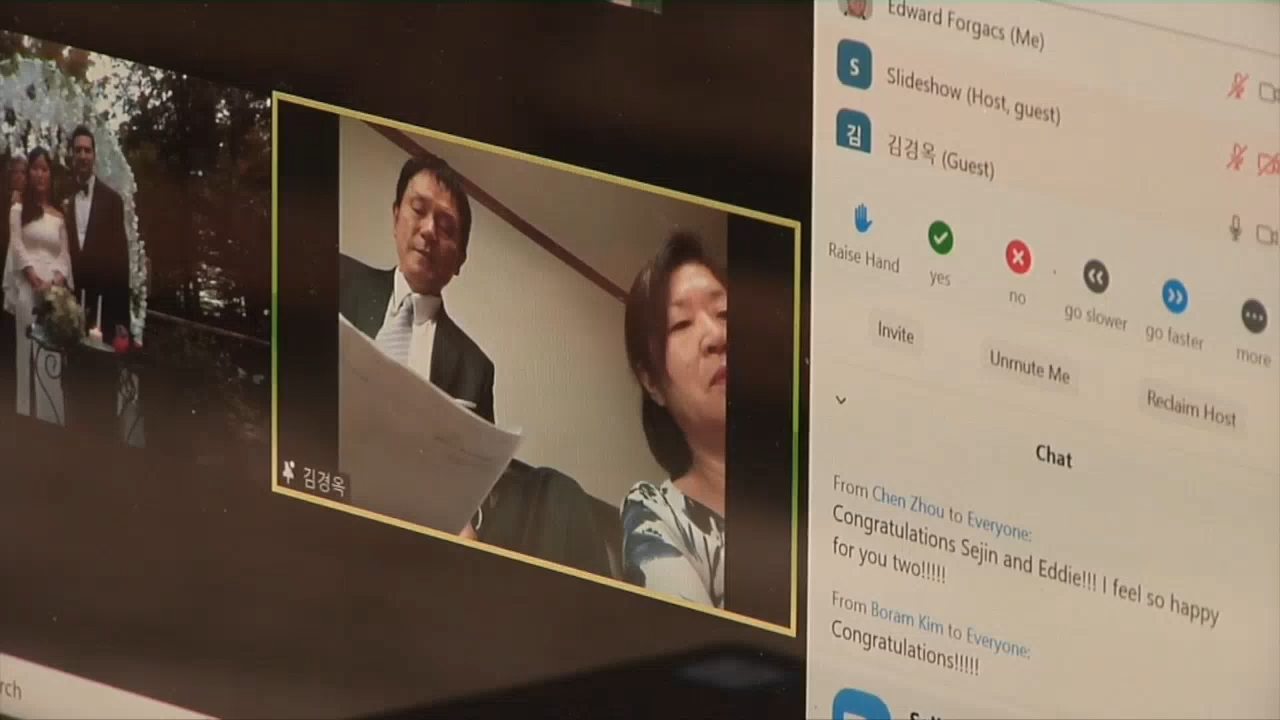 Edward Forgacs (Me)
S
Slideshow (Host, guest)
김
김경옥 (Guest)
Raise Hand
yes
no
go slower
go faster
more
Invite
Unmute Me
Reclaim Host
Chat
From Chen Zhou to Everyone:
Congratulations Sejin and Eddie!!! I feel so happy
for you two!!!!!
From Boram Kim to Everyone:
Congratulations!!!!!
김경옥
rch